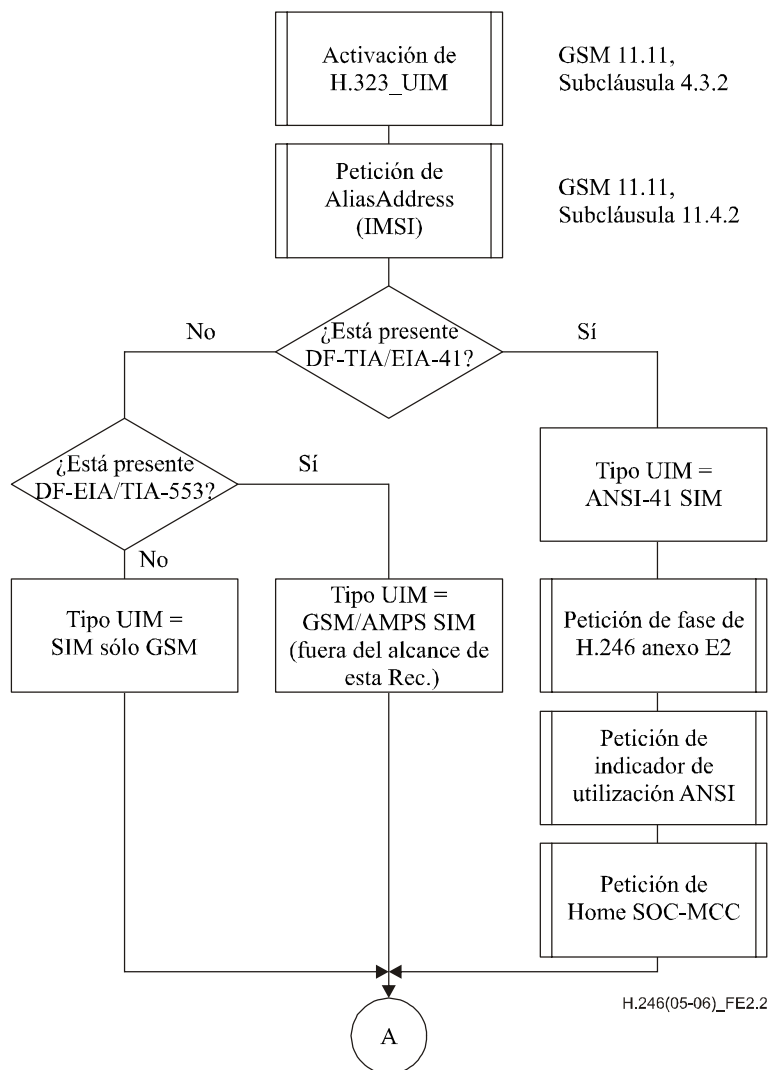 Activación de
H.323_UIM
GSM 11.11,
Subcláusula 4.3.2
Petición de
AliasAddress
(IMSI)
GSM 11.11,
Subcláusula 11.4.2
No
¿Está presente
DF-TIA/EIA-41?
Sí
¿Está presente
DF-EIA/TIA-553?
Sí
No
Tipo UIM =
ANSI-41 SIM
Tipo UIM =
SIM sólo GSM
Tipo UIM =
GSM/AMPS SIM
(fuera del alcance de
esta Rec.)
Petición de fase de
H.246 anexo E2
Petición de
indicador de
utilización ANSI
Petición de
Home SOC-MCC
H.246(05-06)_FE2.2
A